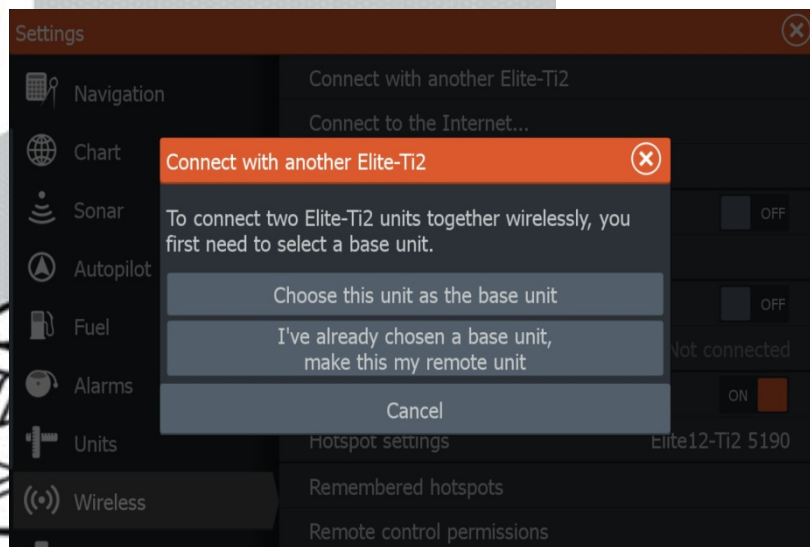 Settings
Navigation
Chart
Sonar
Autopilot
Fuel
Alarms
Units
Wireless
Connect with another Elite-Ti2
Connect to the Internet...
OFF
OFF
Not connected
ON
Hotspot settings
Elite12-Ti2 5190
Remembered hotspots
Remote control permissions
Connect with another Elite-Ti2
To connect two Elite-Ti2 units together wirelessly, you
first need to select a base unit.
Choose this unit as the base unit
I've already chosen a base unit,
make this my remote unit
Cancel